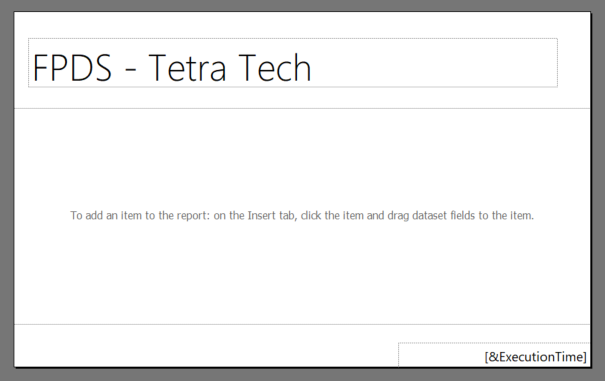 FPDS - Tetra Tech
To add an item to the report: on the Insert tab, click the item and drag dataset fields to the item.
[&ExecutionTime]